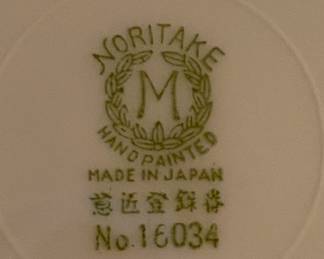 NORITAKE
M
HAND PAINTED
MADE IN JAPAN
意匠登録番
No. 16034